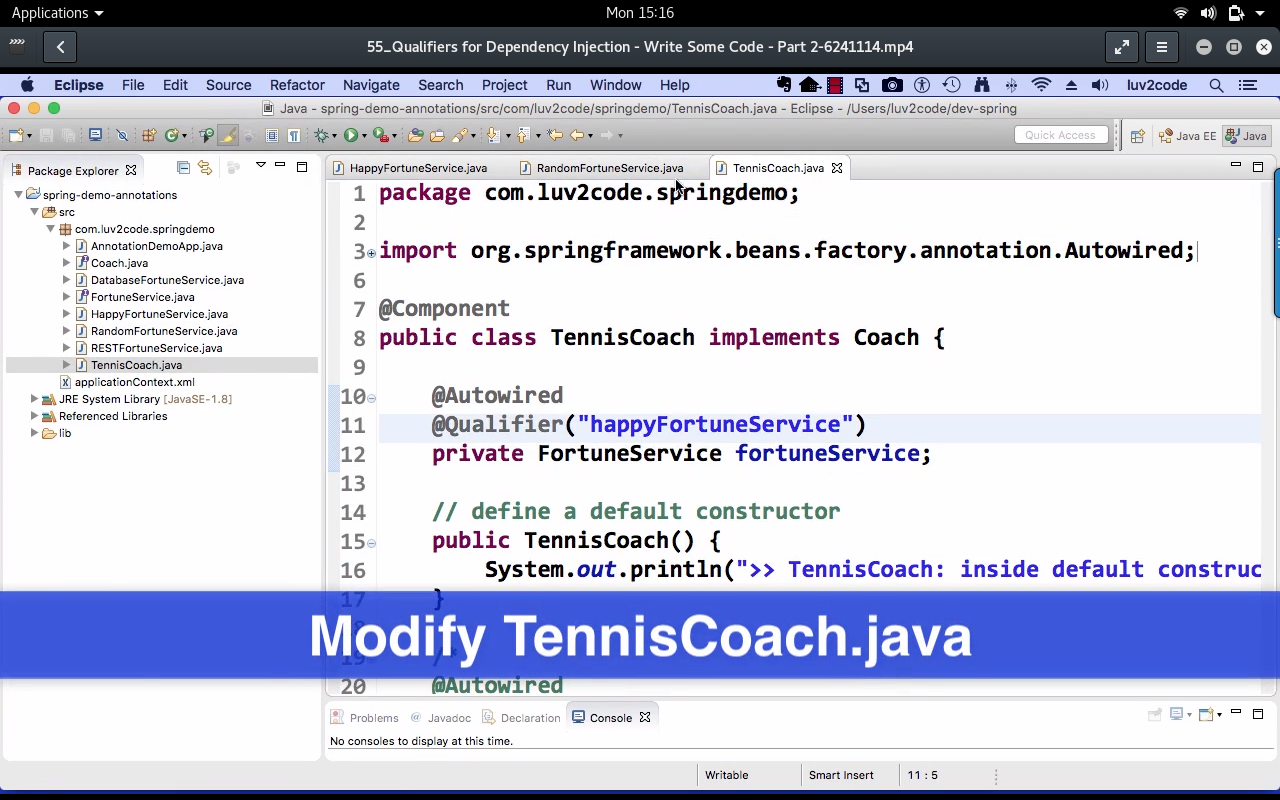 Applications
Mon 15:16
55_Qualifiers for Dependency Injection - Write Some Code - Part 2-6241114.mp4
Eclipse File Edit Source Refactor Navigate Search Project Run Window Help luv2code
Java - spring-demo-annotations/src/com/luv2code/springdemo/TennisCoach.java - Eclipse - /Users/luv2code/dev-spring
Quick Access
Java EE
Java
Package Explorer
spring-demo-annotations
src
com.luv2code.springdemo
AnnotationDemoApp.java
Coach.java
DatabaseFortuneService.java
FortuneService.java
HappyFortuneService.java
RandomFortuneService.java
RESTFortuneService.java
TennisCoach.java
applicationContext.xml
JRE System Library [JavaSE-1.8]
Referenced Libraries
lib
HappyFortuneService.java RandomFortuneService.java TennisCoach.java
1 package com.luv2code.springdemo;
2
3 import org.springframework.beans.factory.annotation.Autowired;
6
7 @Component
8 public class TennisCoach implements Coach {
9
10 @Autowired
11 @Qualifier("happyFortuneService")
12 private FortuneService fortuneService;
13
14 // define a default constructor
15 public TennisCoach() {
16 System.out.println(">> TennisCoach: inside default construc
17 }
19 /*
20 @Autowired
Modify TennisCoach.java
Problems @ Javadoc Declaration Console
No consoles to display at this time.
Writable Smart Insert 11 : 5